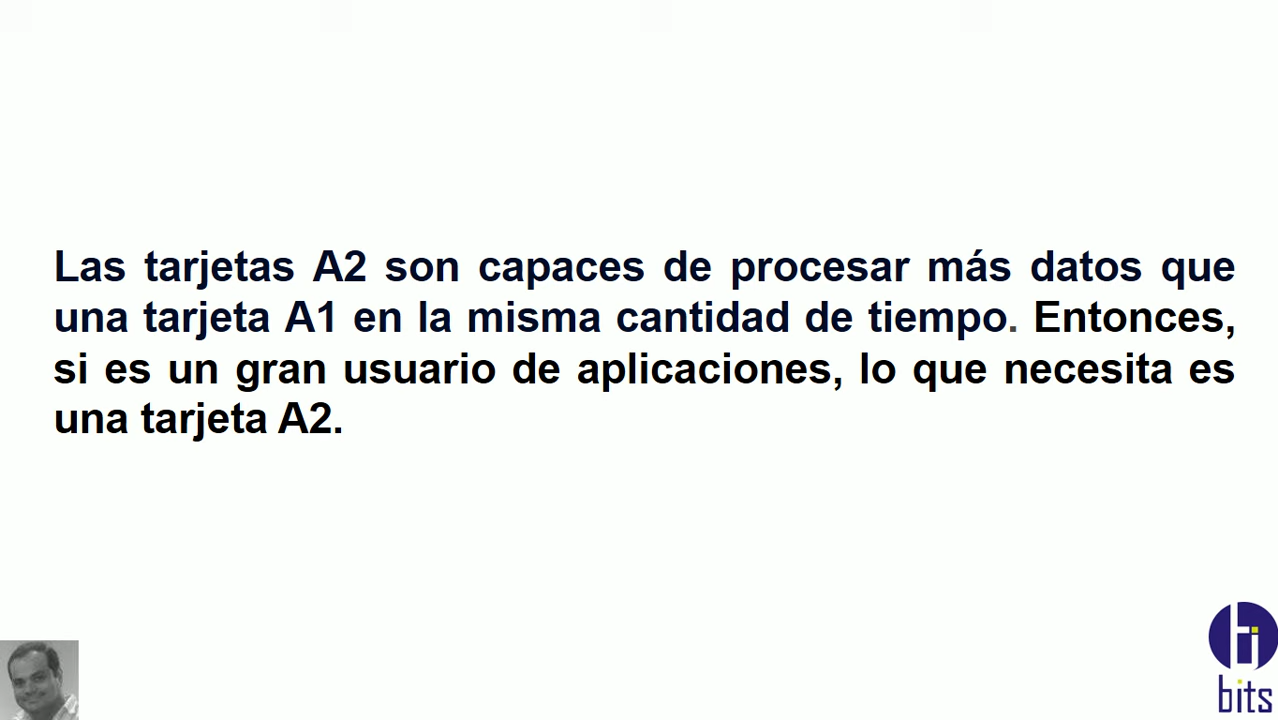 Las tarjetas A2 son capaces de procesar más datos que
una tarjeta A1 en la misma cantidad de tiempo. Entonces,
si es un gran usuario de aplicaciones, lo que necesita es
una tarjeta A2.
bits